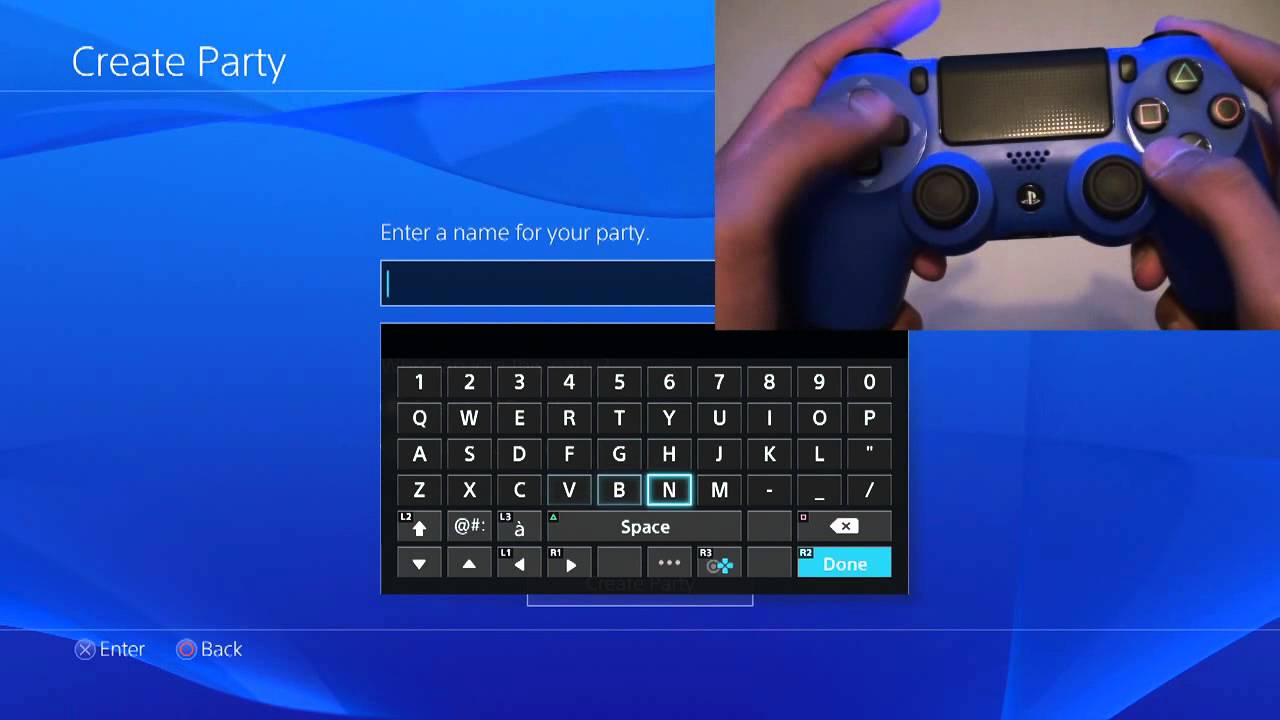 Create Party
Enter a name for your party.
1 2 3 4 5 6 7 8 9 0
Q W E R T Y U I O P
A S D F G H J K L "
Z X C V B N M - _ /
L2 @#: L3 à Space
L1 R1 ... R3 R2 Done
Create Party
Enter Back